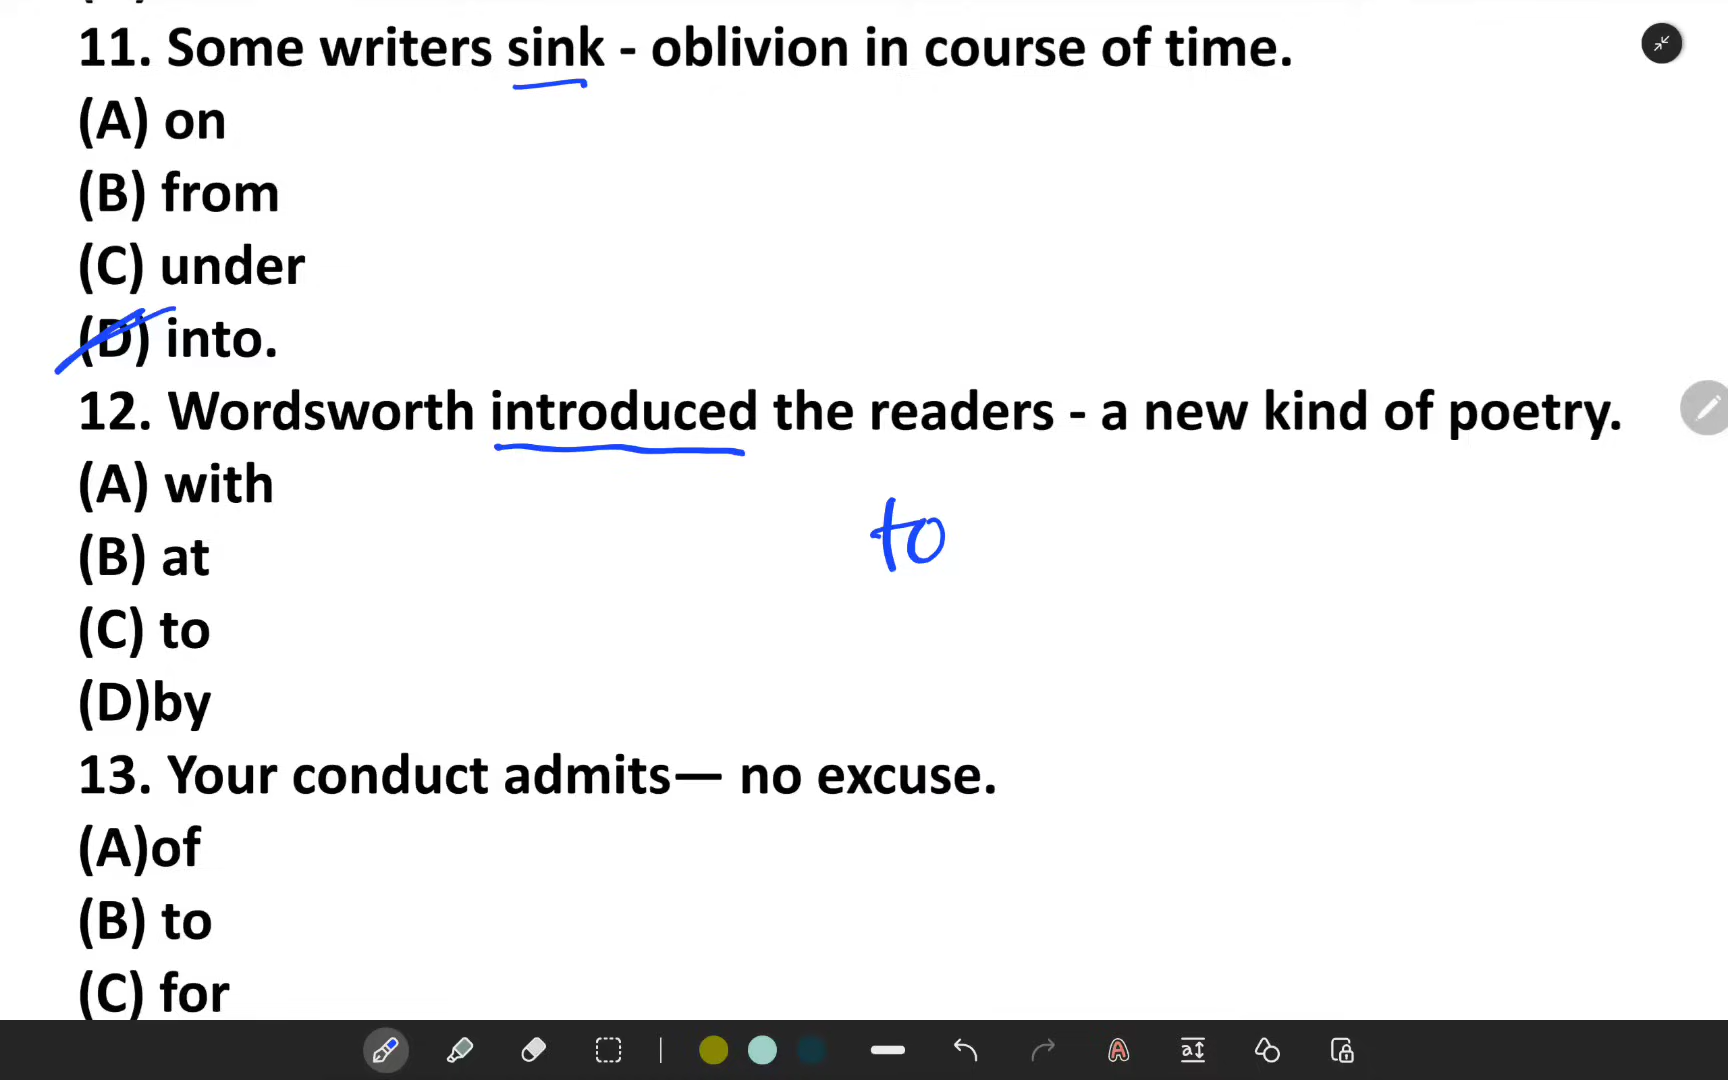 11. Some writers sink - oblivion in course of time.
(A) on
(B) from
(C) under
(D) into.
12. Wordsworth introduced the readers - a new kind of poetry.
(A) with
to
(B) at
(C) to
(D)by
13. Your conduct admits— no excuse.
(A)of
(B) to
(C) for